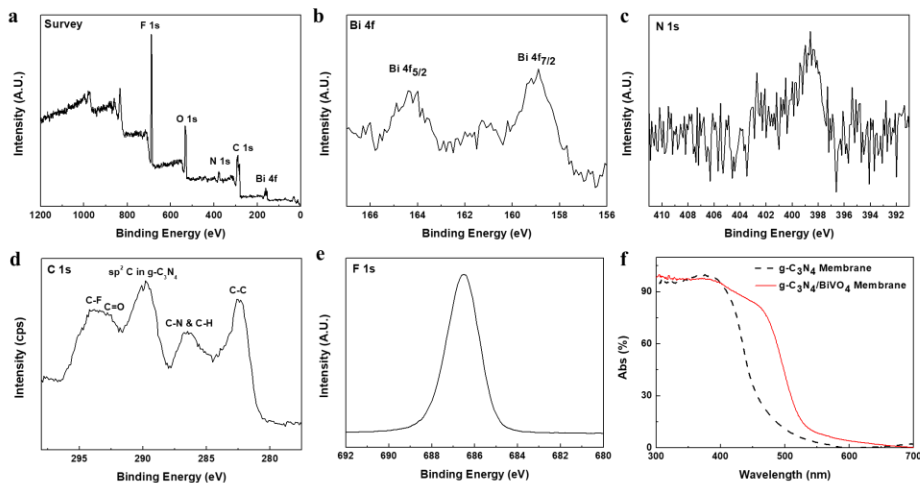 a
Survey
F 1s
O 1s
N 1s
C 1s
Bi 4f
Intensity (A.U.)
1200 1000 800 600 400 200 0
Binding Energy (eV)
b
Bi 4f
Bi 4f5/2
Bi 4f7/2
Intensity (A.U.)
166 164 162 160 158 156
Binding Energy (eV)
c
N 1s
Intensity (A.U.)
410 408 406 404 402 400 398 396 394 392
Binding Energy (eV)
d
C 1s
sp2 C in g-C3N4
C-F
C=O
C-N & C-H
C-C
Intensity (cps)
295 290 285 280
Binding Energy (eV)
e
F 1s
Intensity (A.U.)
692 690 688 686 684 682 680
Binding Energy (eV)
f
g-C3N4 Membrane
g-C3N4/BiVO4 Membrane
Abs (%)
90
60
30
0
300 400 500 600 700
Wavelength (nm)